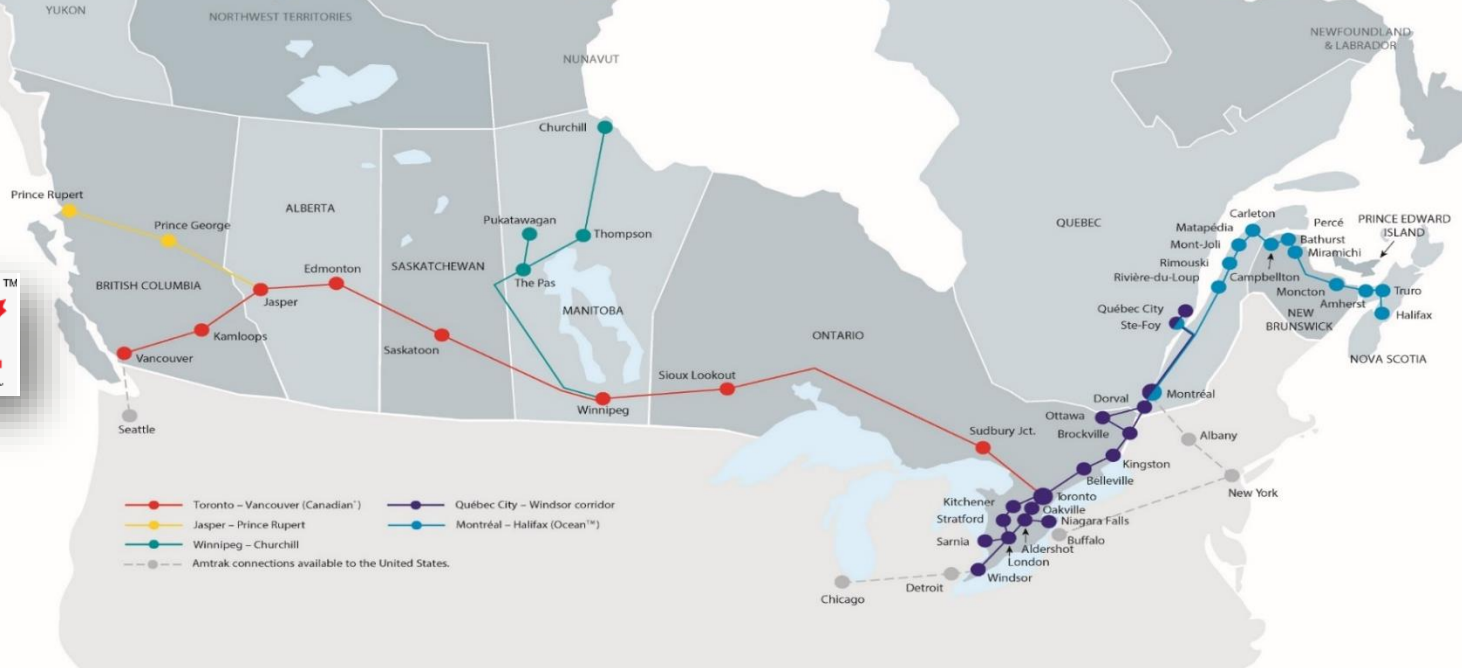 YUKON
NORTHWEST TERRITORIES
NUNAVUT
NEWFOUNDLAND
& LABRADOR
Churchill
Prince Rupert
Prince George
ALBERTA
Pukatawagan
Thompson
Edmonton
SASKATCHEWAN
BRITISH COLUMBIA
Jasper
The Pas
MANITOBA
Kamloops
Vancouver
Saskatoon
Seattle
Winnipeg
Sioux Lookout
ONTARIO
QUEBEC
Carleton
Matapédia
Percé
PRINCE EDWARD
ISLAND
Mont-Joli
Bathurst
Miramichi
Rimouski
Rivière-du-Loup
Campbellton
Moncton
Amherst
Truro
Québec City
Ste-Foy
NEW
BRUNSWICK
Halifax
NOVA SCOTIA
Dorval
Montréal
Ottawa
Brockville
Albany
Sudbury Jct.
Kingston
Belleville
New York
Kitchener
Toronto
Oakville
Stratford
Niagara Falls
Sarnia
Buffalo
Aldershot
London
Windsor
Detroit
Chicago
Toronto – Vancouver (Canadian*)
Jasper – Prince Rupert
Winnipeg – Churchill
Amtrak connections available to the United States.
Québec City – Windsor corridor
Montréal – Halifax (Ocean™)
TM